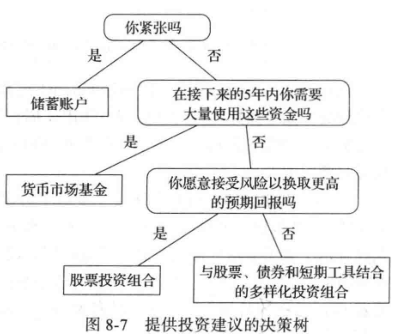 你紧张吗
是
否
储蓄账户
在接下来的5年内你需要
大量使用这些资金吗
是
否
货币市场基金
你愿意接受风险以换取更高
的预期回报吗
是
否
股票投资组合
与股票、债券和短期工具结合
的多样化投资组合
图 8-7 提供投资建议的决策树